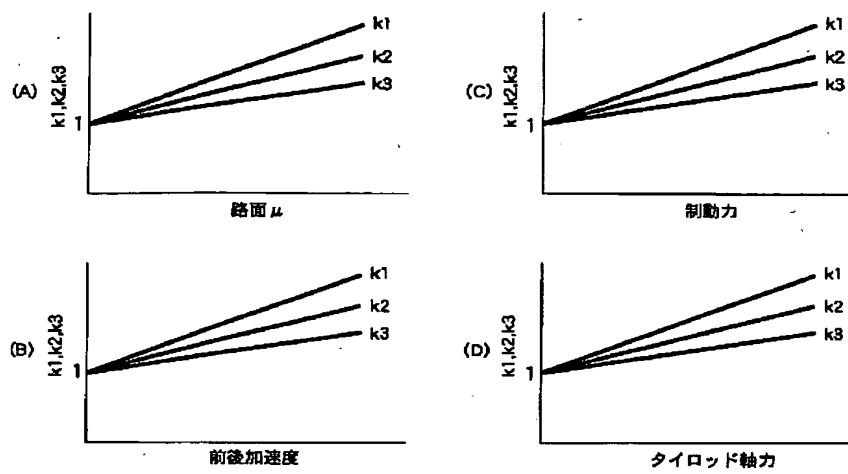 (A)
k1,k2,k3
1
k1
k2
k3
路面μ
(B)
k1,k2,k3
1
k1
k2
k3
前後加速度
(C)
k1,k2,k3
1
k1
k2
k3
制動力
(D)
k1,k2,k3
1
k1
k2
k3
タイロッド軸力